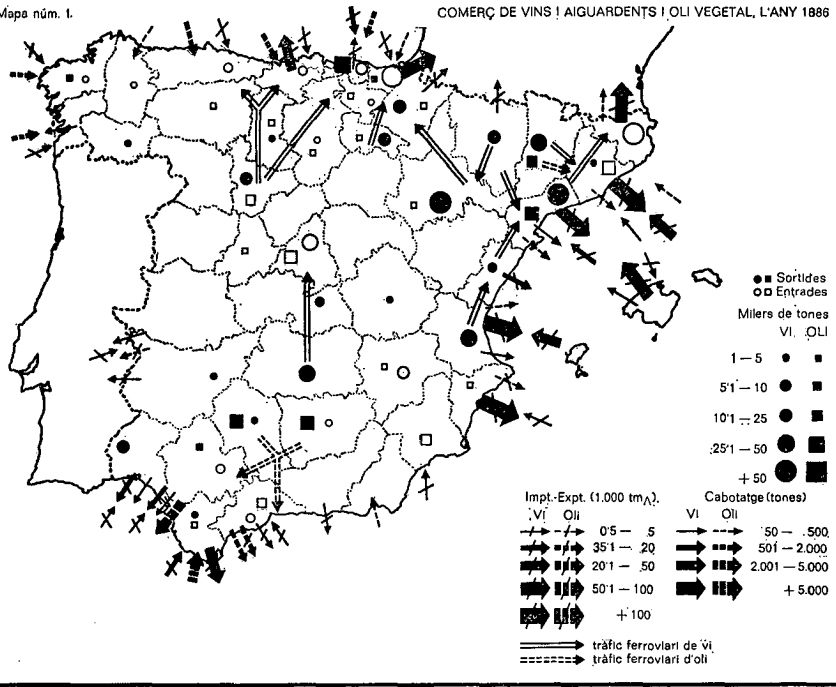 Mapa núm. 1.
COMERÇ DE VINS I AIGUARDENTS I OLI VEGETAL, L'ANY 1886
Sortides
Entrades
Milers de tones
VI OLI
1 — 5
5'1 — 10
10'1 — 25
25'1 — 50
+ 50
Impt.-Expt. (1.000 tm).
Vi Oli
0'5 — 5
35'1 — 20
20'1 — 50
50'1 — 100
+ 100
Cabotatge (tones)
Vi Oli
50 — 500
501 — 2.000
2.001 — 5.000
+ 5.000
tràfic ferroviari de vi
tràfic ferroviari d'oli